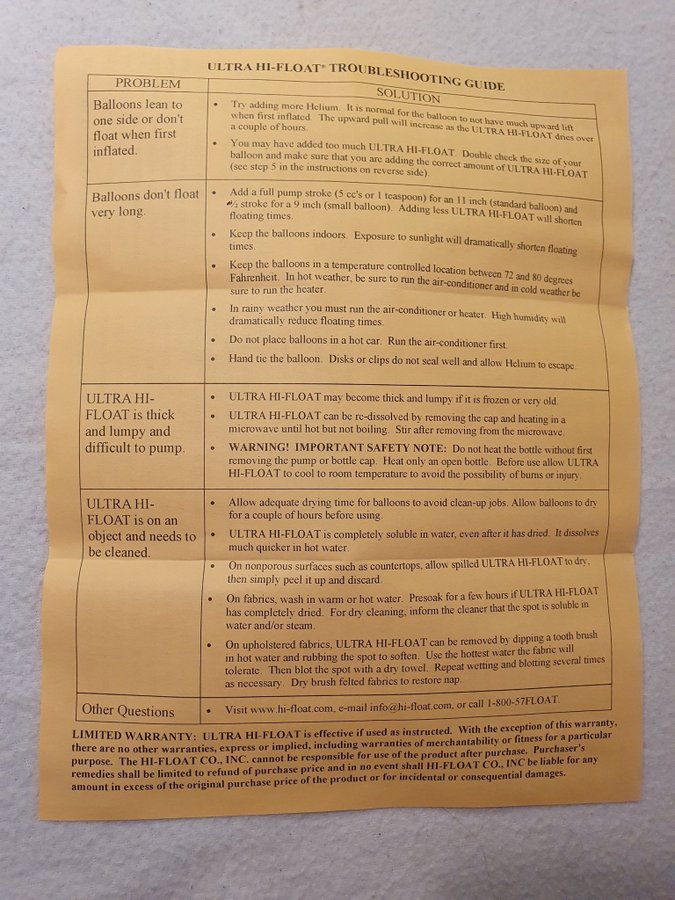 ULTRA HI-FLOAT® TROUBLESHOOTING GUIDE
PROBLEM
SOLUTION
Balloons lean to
one side or don't
float when first
inflated.
• Try adding more Helium. It is normal for the balloon to not have much upward lift
when first inflated. The upward pull will increase as the ULTRA HI-FLOAT dries over
a couple of hours.
• You may have added too much ULTRA HI-FLOAT. Double check the size of your
balloon and make sure that you are adding the correct amount of ULTRA HI-FLOAT
(see step 5 in the instructions on reverse side).
Balloons don't float
very long.
• Add a full pump stroke (5 cc's or 1 teaspoon) for an 11 inch (standard balloon) and
½ stroke for a 9 inch (small balloon). Adding less ULTRA HI-FLOAT will shorten
floating times.
• Keep the balloons indoors. Exposure to sunlight will dramatically shorten floating
times.
• Keep the balloons in a temperature controlled location between 72 and 80 degrees
Fahrenheit. In hot weather, be sure to run the air-conditioner and in cold weather be
sure to run the heater.
• In rainy weather you must run the air-conditioner or heater. High humidity will
dramatically reduce floating times.
• Do not place balloons in a hot car. Run the air-conditioner first.
• Hand tie the balloon. Disks or clips do not seal well and allow Helium to escape.
ULTRA HI-
FLOAT is thick
and lumpy and
difficult to pump.
• ULTRA HI-FLOAT may become thick and lumpy if it is frozen or very old.
• ULTRA HI-FLOAT can be re-dissolved by removing the cap and heating in a
microwave until hot but not boiling. Stir after removing from the microwave.
• WARNING! IMPORTANT SAFETY NOTE: Do not heat the bottle without first
removing the pump or bottle cap. Heat only an open bottle. Before use allow ULTRA
HI-FLOAT to cool to room temperature to avoid the possibility of burns or injury.
ULTRA HI-
FLOAT is on an
object and needs to
be cleaned.
• Allow adequate drying time for balloons to avoid clean-up jobs. Allow balloons to dry
for a couple of hours before using.
• ULTRA HI-FLOAT is completely soluble in water, even after it has dried. It dissolves
much quicker in hot water.
• On nonporous surfaces such as countertops, allow spilled ULTRA HI-FLOAT to dry,
then simply peel it up and discard.
• On fabrics, wash in warm or hot water. Presoak for a few hours if ULTRA HI-FLOAT
has completely dried. For dry cleaning, inform the cleaner that the spot is soluble in
water and/or steam.
• On upholstered fabrics, ULTRA HI-FLOAT can be removed by dipping a tooth brush
in hot water and rubbing the spot to soften. Use the hottest water the fabric will
tolerate. Then blot the spot with a dry towel. Repeat wetting and blotting several times
as necessary. Dry brush felted fabrics to restore nap.
Other Questions
• Visit www.hi-float.com, e-mail info@hi-float.com, or call 1-800-57FLOAT.
LIMITED WARRANTY: ULTRA HI-FLOAT is effective if used as instructed. With the exception of this warranty,
there are no other warranties, express or implied, including warranties of merchantability or fitness for a particular
purpose. The HI-FLOAT CO., INC. cannot be responsible for use of the product after purchase. Purchaser's
remedies shall be limited to refund of purchase price and in no event shall HI-FLOAT CO., INC be liable for any
amount in excess of the original purchase price of the product or for incidental or consequential damages.